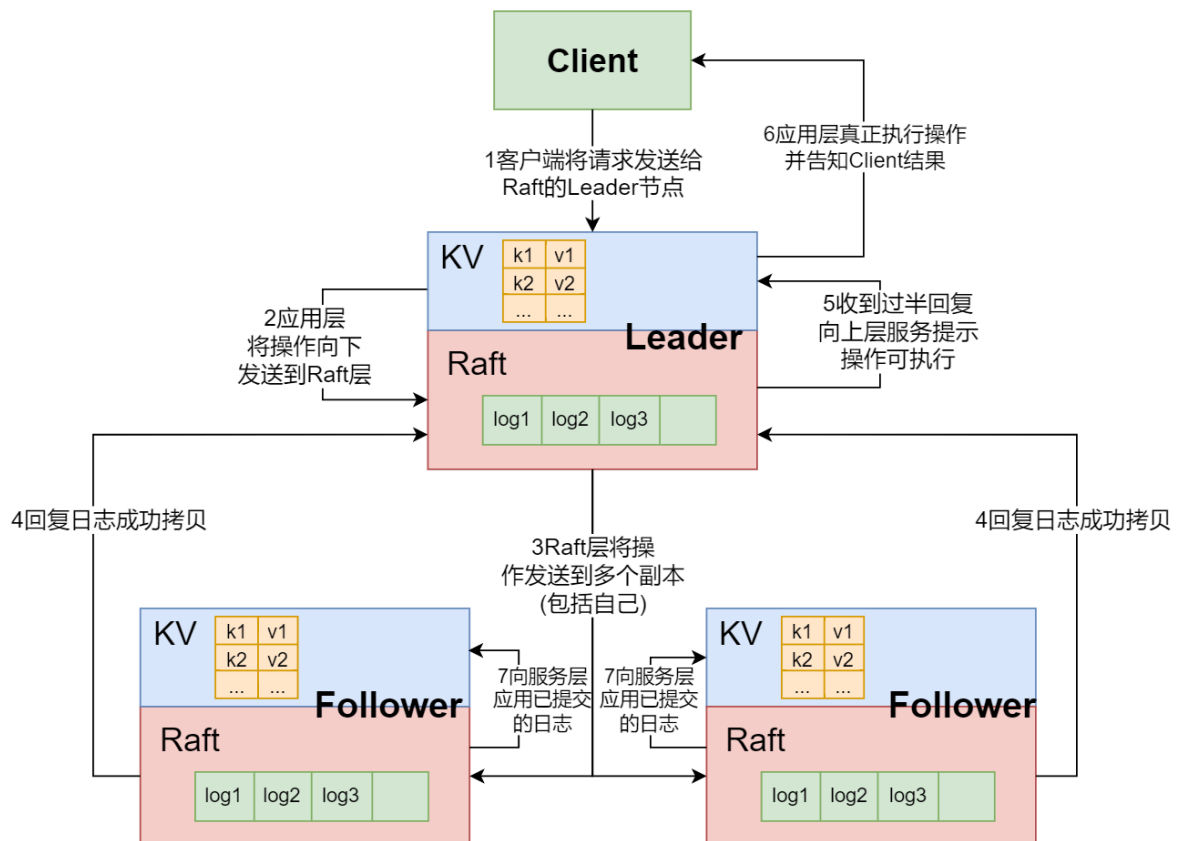 Client
1客户端将请求发送给
Raft的Leader节点
6应用层真正执行操作
并告知Client结果
KV
k1 v1
k2 v2
... ...
Leader
2应用层
将操作向下
发送到Raft层
5收到过半回复
向上层服务提示
操作可执行
Raft
log1 log2 log3
4回复日志成功拷贝
4回复日志成功拷贝
3Raft层将操
作发送到多个副本
(包括自己)
KV
k1 v1
k2 v2
... ...
Follower
7向服务层
应用已提交
的日志
Raft
log1 log2 log3
KV
k1 v1
k2 v2
... ...
Follower
7向服务层
应用已提交
的日志
Raft
log1 log2 log3